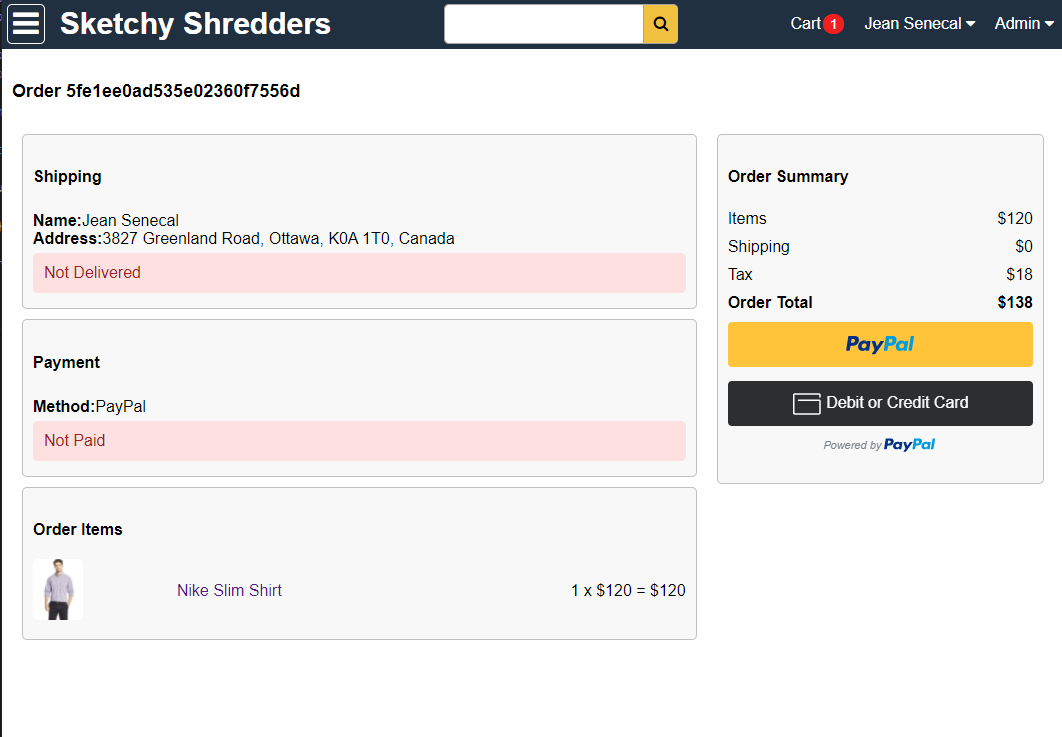 Sketchy Shredders
Cart 1
Jean Senecal
Admin
Order 5fe1ee0ad535e02360f7556d
Shipping
Name:Jean Senecal
Address:3827 Greenland Road, Ottawa, K0A 1T0, Canada
Not Delivered
Payment
Method:PayPal
Not Paid
Order Items
Nike Slim Shirt
1 x $120 = $120
Order Summary
Items $120
Shipping $0
Tax $18
Order Total $138
PayPal
Debit or Credit Card
Powered by PayPal